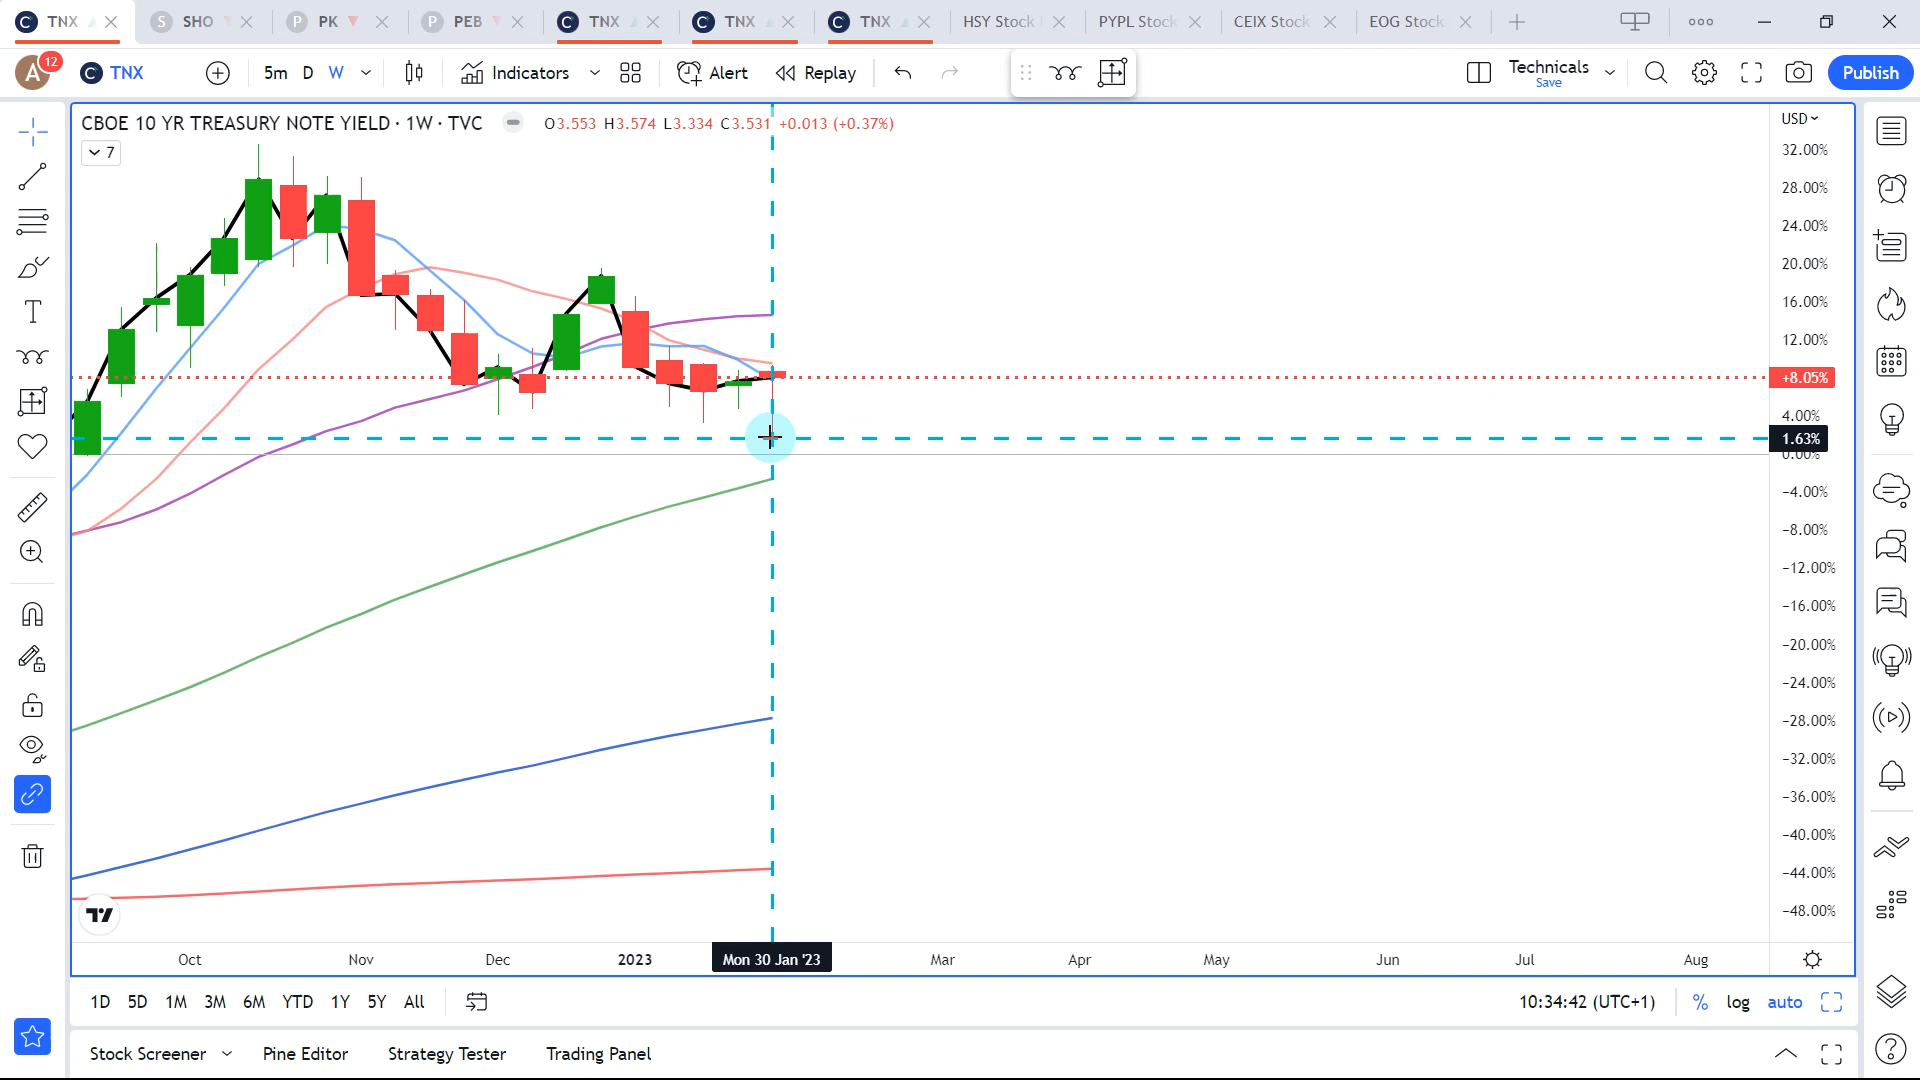 TNX
SHO
PK
PEB
TNX
TNX
TNX
HSY Stock
PYPL Stock
CEIX Stock
EOG Stock
A 12 TNX 5m D W Indicators Alert Replay Technicals Save Publish
CBOE 10 YR TREASURY NOTE YIELD · 1W · TVC O3.553 H3.574 L3.334 C3.531 +0.013 (+0.37%)
7
USD
32.00%
28.00%
24.00%
20.00%
16.00%
12.00%
+8.05%
4.00%
1.63%
0.00%
−4.00%
−8.00%
−12.00%
−16.00%
−20.00%
−24.00%
−28.00%
−32.00%
−36.00%
−40.00%
−44.00%
−48.00%
Oct Nov Dec 2023 Mon 30 Jan '23 Mar Apr May Jun Jul Aug
1D 5D 1M 3M 6M YTD 1Y 5Y All 10:34:42 (UTC+1) % log auto
Stock Screener Pine Editor Strategy Tester Trading Panel